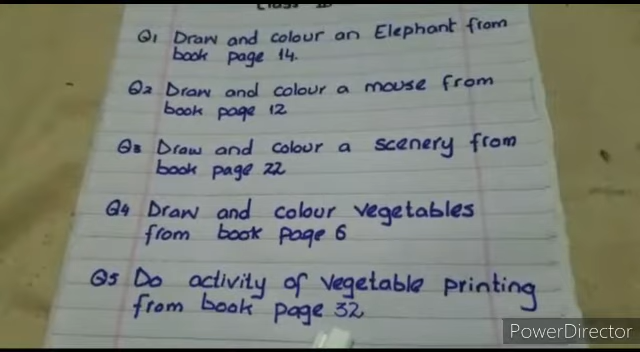 Q1 Draw and colour an Elephant from
book page 14.
Q2 Draw and colour a mouse from
book page 12
Q3 Draw and colour a scenery from
book page 22
Q4 Draw and colour vegetables
from book page 6
Q5 Do activity of vegetable printing
from book page 32
PowerDirector